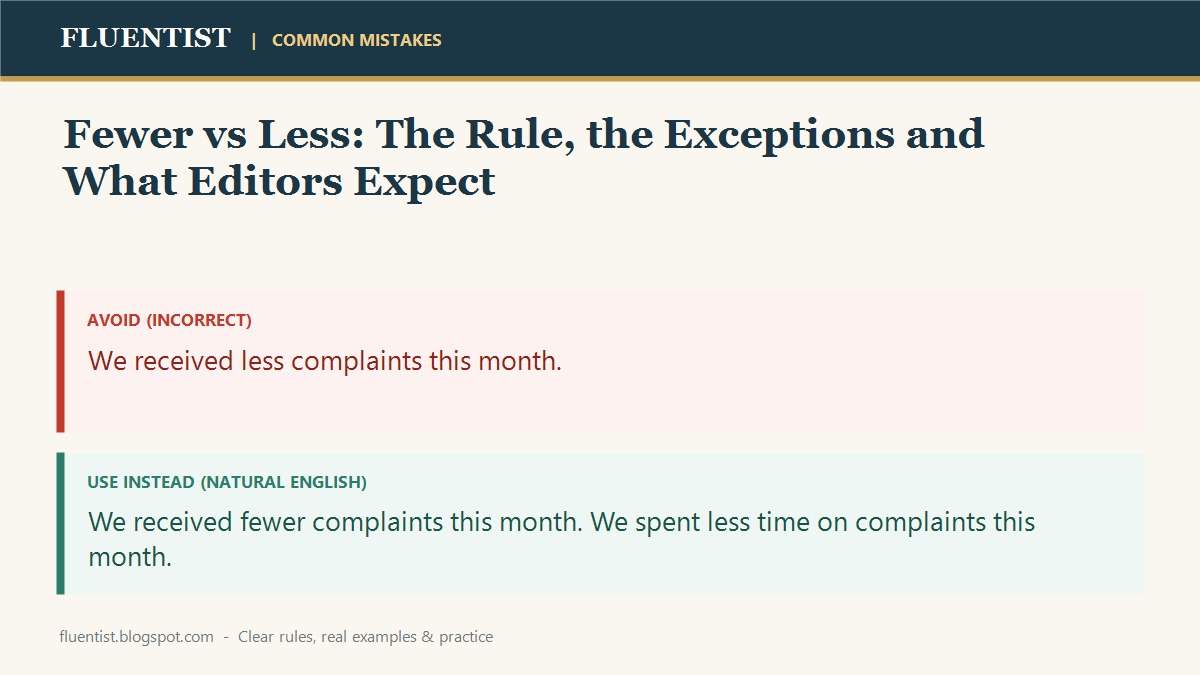 FLUENTIST | COMMON MISTAKES
Fewer vs Less: The Rule, the Exceptions and
What Editors Expect
AVOID (INCORRECT)
We received less complaints this month.
USE INSTEAD (NATURAL ENGLISH)
We received fewer complaints this month. We spent less time on complaints this
month.
fluentist.blogspot.com - Clear rules, real examples & practice